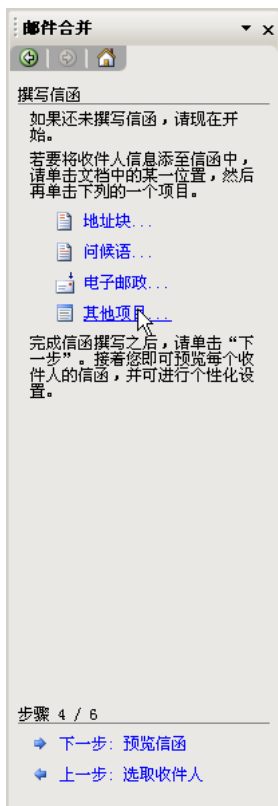 邮件合并
撰写信函
如果还未撰写信函，请现在开
始。
若要将收件人信息添至信函中，
请单击文档中的某一位置，然后
再单击下列的一个项目。
地址块...
问候语...
电子邮政...
其他项目...
完成信函撰写之后，请单击“下
一步”。接着您即可预览每个收
件人的信函，并可进行个性化设
置。
步骤 4 / 6
下一步: 预览信函
上一步: 选取收件人